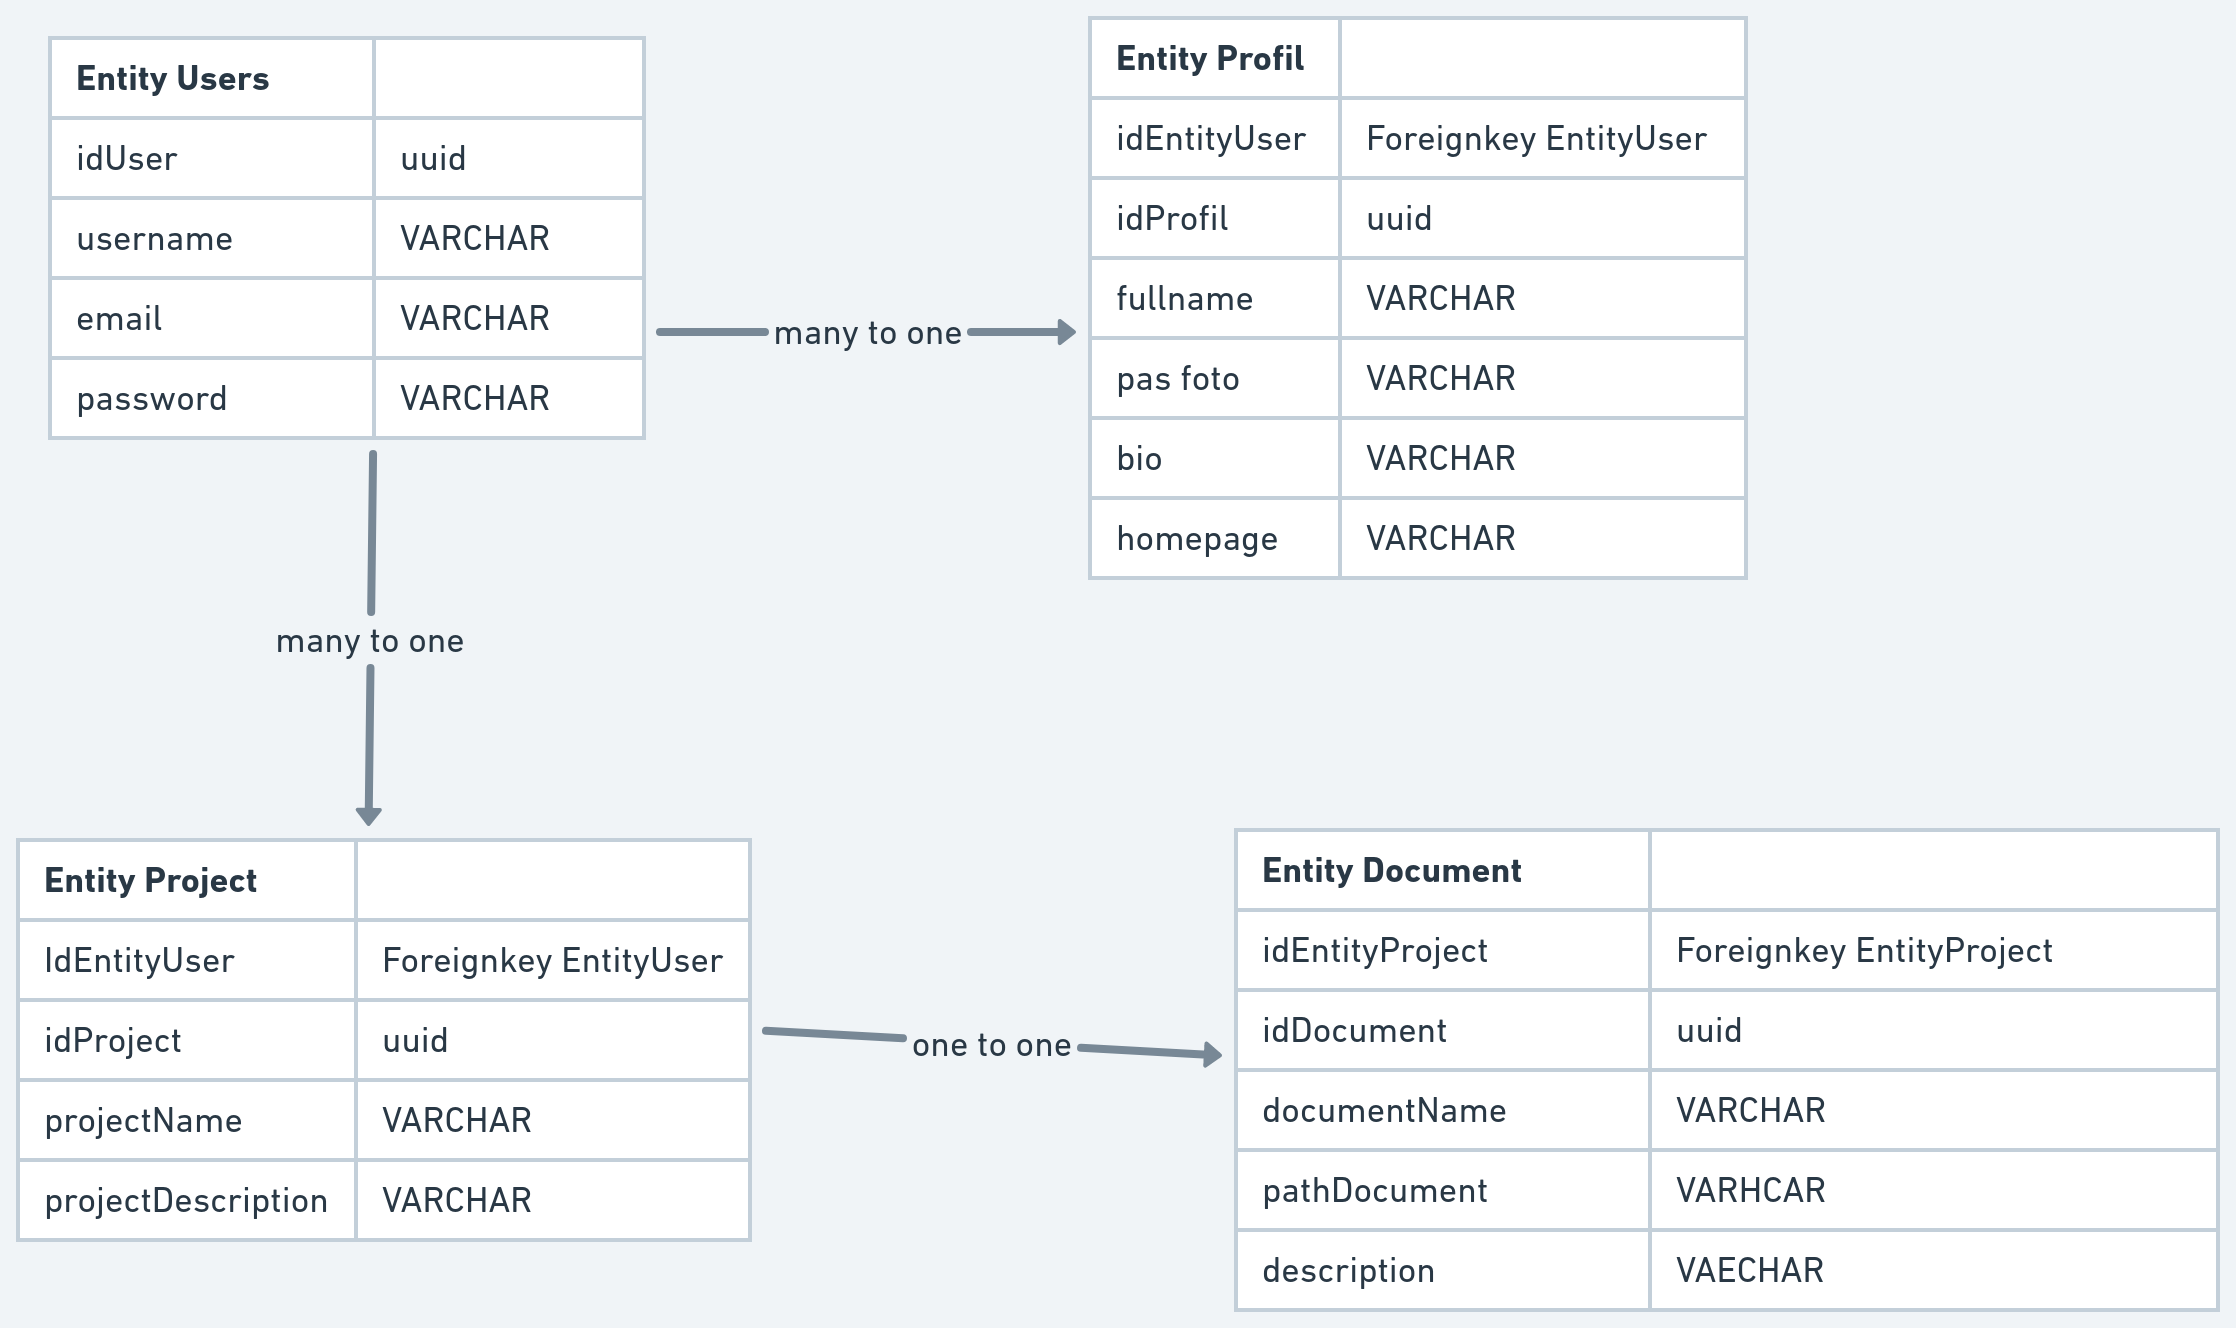 Entity Users
idUser uuid
username VARCHAR
email VARCHAR
password VARCHAR
many to one
Entity Profil
idEntityUser Foreignkey EntityUser
idProfil uuid
fullname VARCHAR
pas foto VARCHAR
bio VARCHAR
homepage VARCHAR
many to one
Entity Project
IdEntityUser Foreignkey EntityUser
idProject uuid
projectName VARCHAR
projectDescription VARCHAR
one to one
Entity Document
idEntityProject Foreignkey EntityProject
idDocument uuid
documentName VARCHAR
pathDocument VARHCAR
description VAECHAR